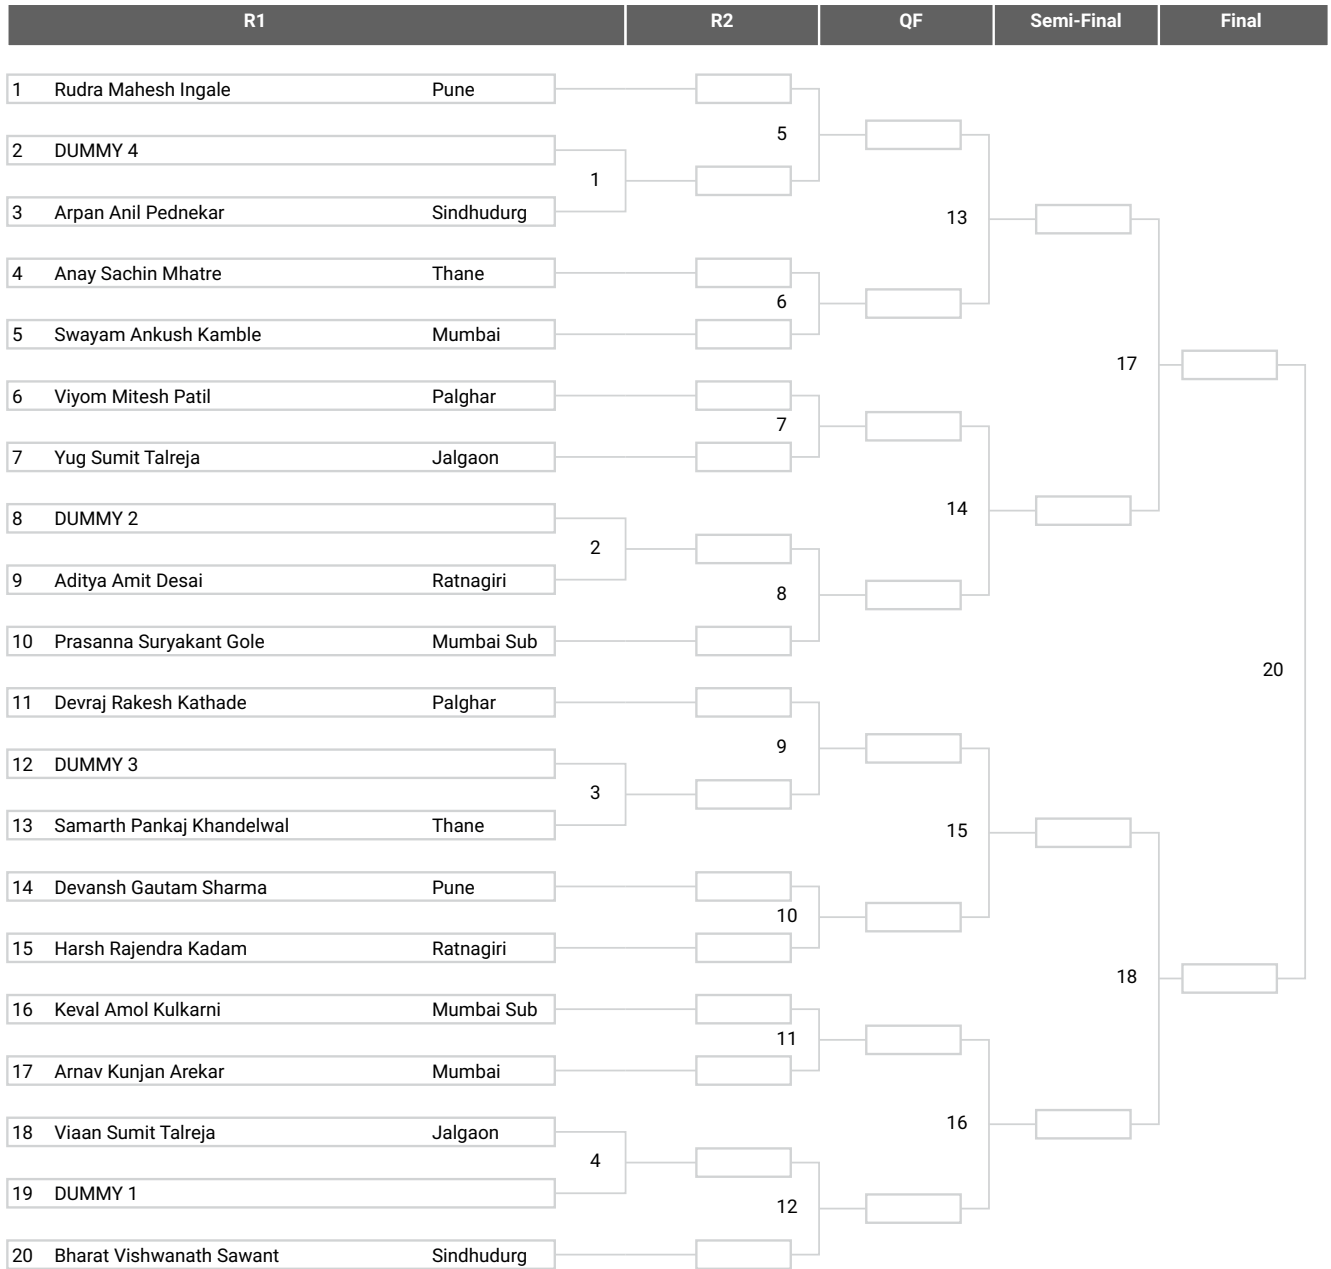 R1 R2 QF Semi-Final Final
1 Rudra Mahesh Ingale Pune
5
2 DUMMY 4
1
3 Arpan Anil Pednekar Sindhudurg
13
4 Anay Sachin Mhatre Thane
6
5 Swayam Ankush Kamble Mumbai
17
6 Viyom Mitesh Patil Palghar
7
7 Yug Sumit Talreja Jalgaon
14
8 DUMMY 2
2
9 Aditya Amit Desai Ratnagiri
8
10 Prasanna Suryakant Gole Mumbai Sub
20
11 Devraj Rakesh Kathade Palghar
9
12 DUMMY 3
3
13 Samarth Pankaj Khandelwal Thane
15
14 Devansh Gautam Sharma Pune
10
15 Harsh Rajendra Kadam Ratnagiri
18
16 Keval Amol Kulkarni Mumbai Sub
11
17 Arnav Kunjan Arekar Mumbai
16
18 Viaan Sumit Talreja Jalgaon
4
19 DUMMY 1
12
20 Bharat Vishwanath Sawant Sindhudurg